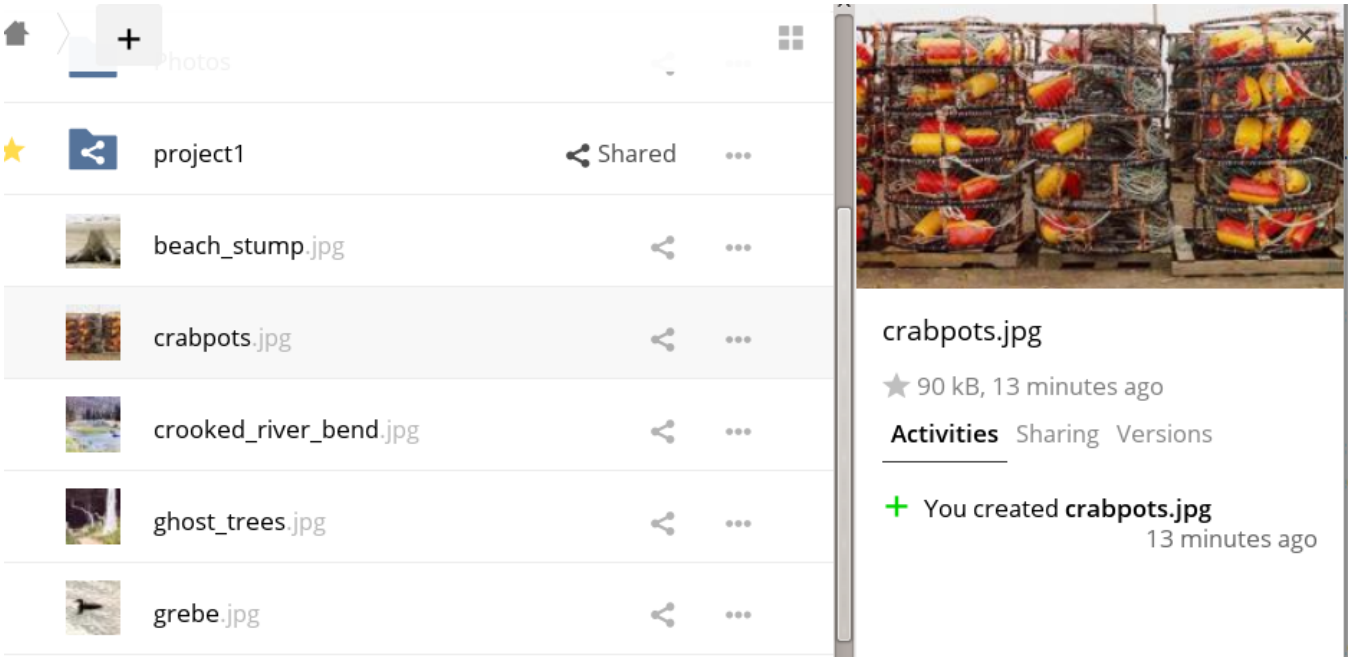 +
Photos
project1
Shared
beach_stump.jpg
crabpots.jpg
crooked_river_bend.jpg
ghost_trees.jpg
grebe.jpg
crabpots.jpg
90 kB, 13 minutes ago
Activities Sharing Versions
You created crabpots.jpg
13 minutes ago